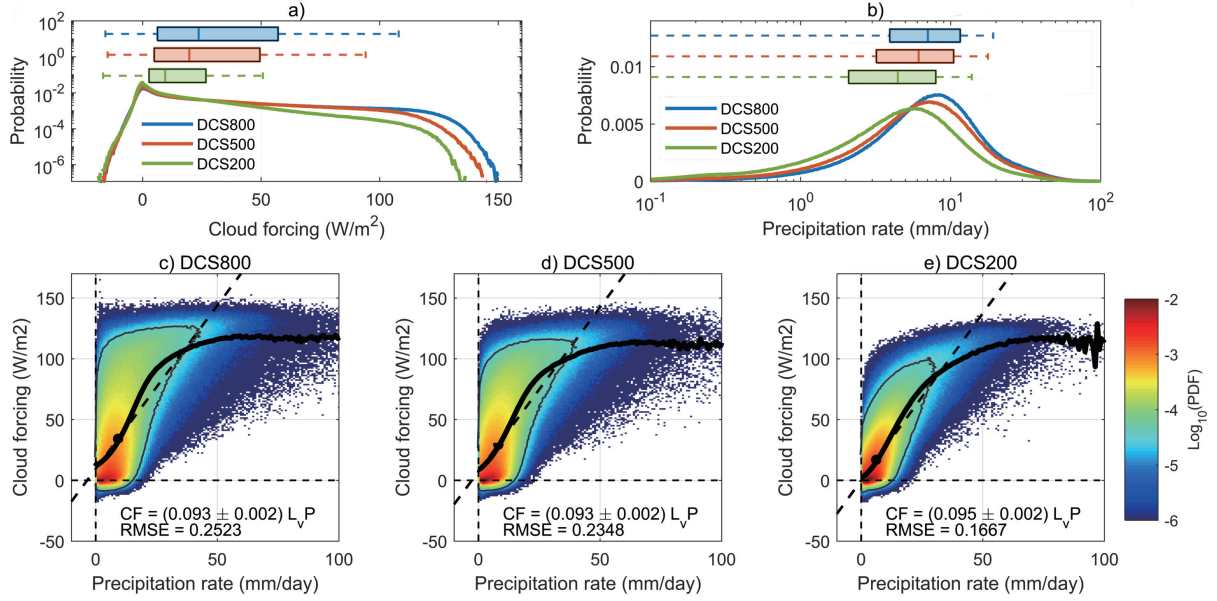 a)
10^2
10^0
10^-2
10^-4
10^-6
Probability
DCS800
DCS500
DCS200
0
50
100
150
Cloud forcing (W/m^2)
b)
0.01
0.005
0
Probability
DCS800
DCS500
DCS200
10^-1
10^0
10^1
10^2
Precipitation rate (mm/day)
c) DCS800
150
100
50
0
-50
Cloud forcing (W/m2)
CF = (0.093 ± 0.002) L_vP
RMSE = 0.2523
0
50
100
Precipitation rate (mm/day)
d) DCS500
150
100
50
0
-50
Cloud forcing (W/m2)
CF = (0.093 ± 0.002) L_vP
RMSE = 0.2348
0
50
100
Precipitation rate (mm/day)
e) DCS200
150
100
50
0
-50
Cloud forcing (W/m2)
CF = (0.095 ± 0.002) L_vP
RMSE = 0.1667
0
50
100
Precipitation rate (mm/day)
-2
-3
-4
-5
-6
Log_10(PDF)